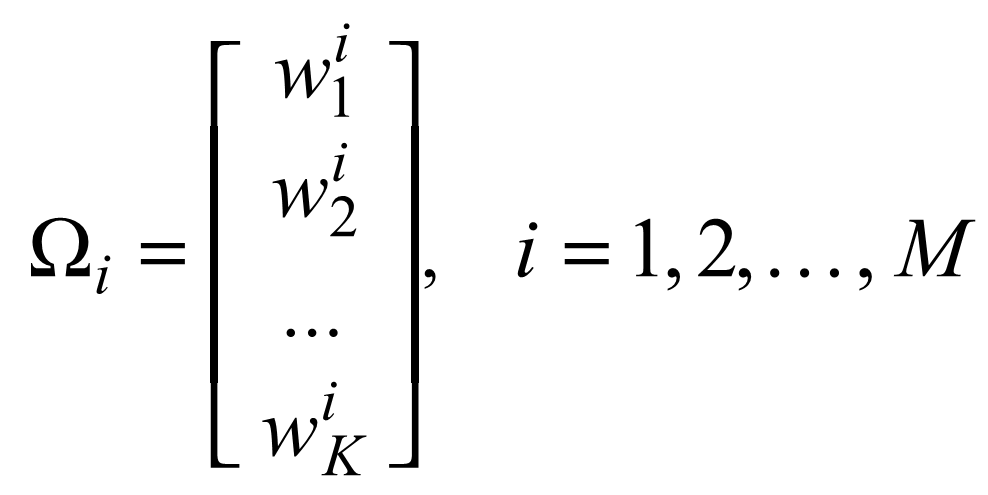 Ω_i = [ w_1^i
w_2^i
...
w_K^i ], i = 1, 2, …, M